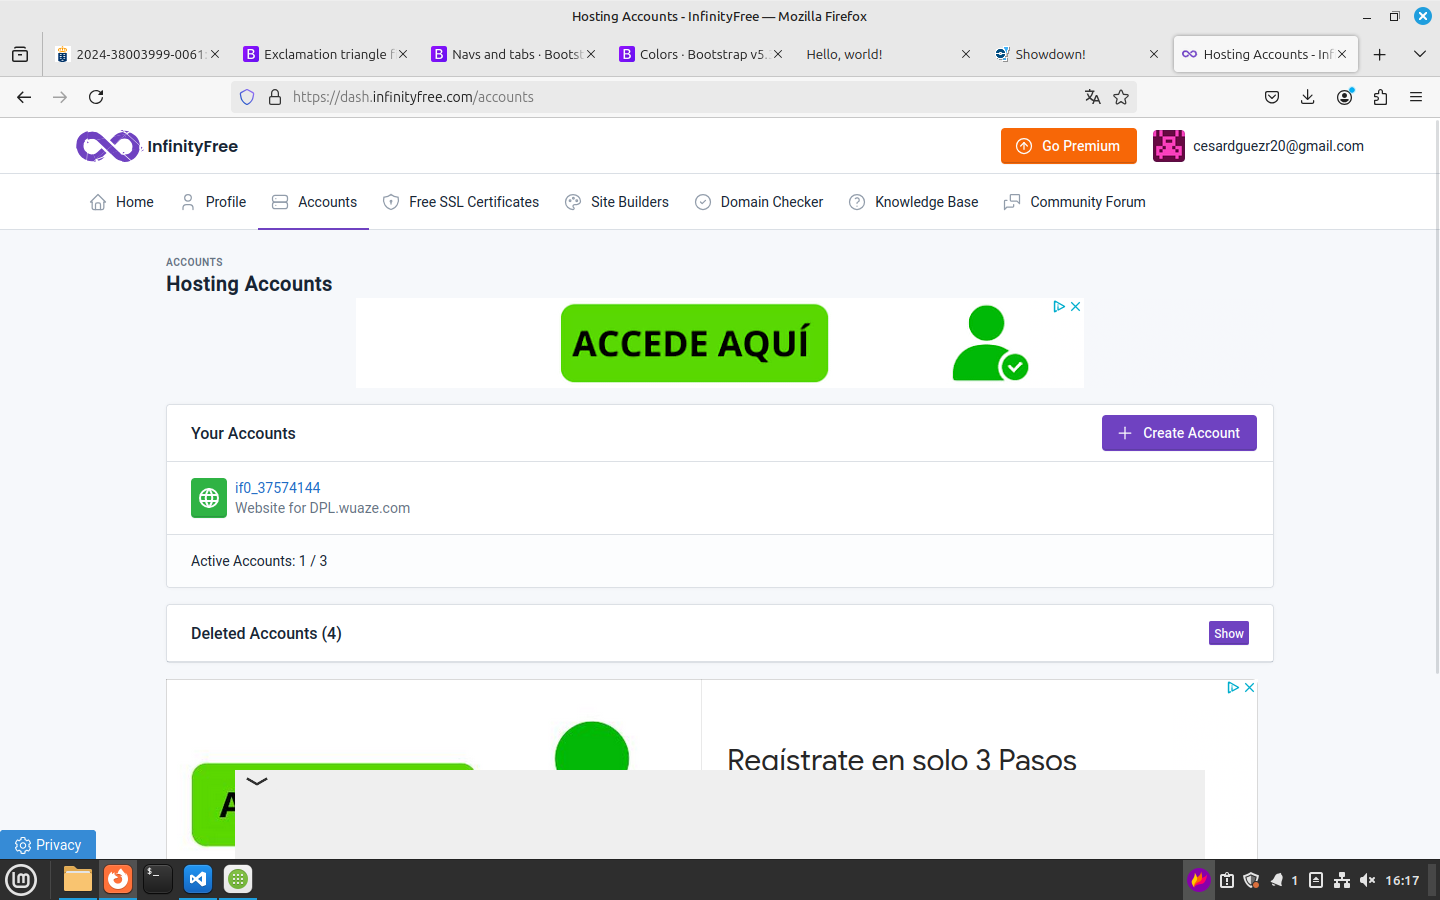 Hosting Accounts - InfinityFree — Mozilla Firefox
2024-38003999-0061
Exclamation triangle f
Navs and tabs · Bootst
Colors · Bootstrap v5.
Hello, world!
Showdown!
Hosting Accounts - Inf
https://dash.infinityfree.com/accounts
InfinityFree
Go Premium
cesardguezr20@gmail.com
Home
Profile
Accounts
Free SSL Certificates
Site Builders
Domain Checker
Knowledge Base
Community Forum
ACCOUNTS
Hosting Accounts
ACCEDE AQUÍ
Your Accounts
Create Account
if0_37574144
Website for DPL.wuaze.com
Active Accounts: 1 / 3
Deleted Accounts (4)
Show
Regístrate en solo 3 Pasos
A
Privacy
1
16:17